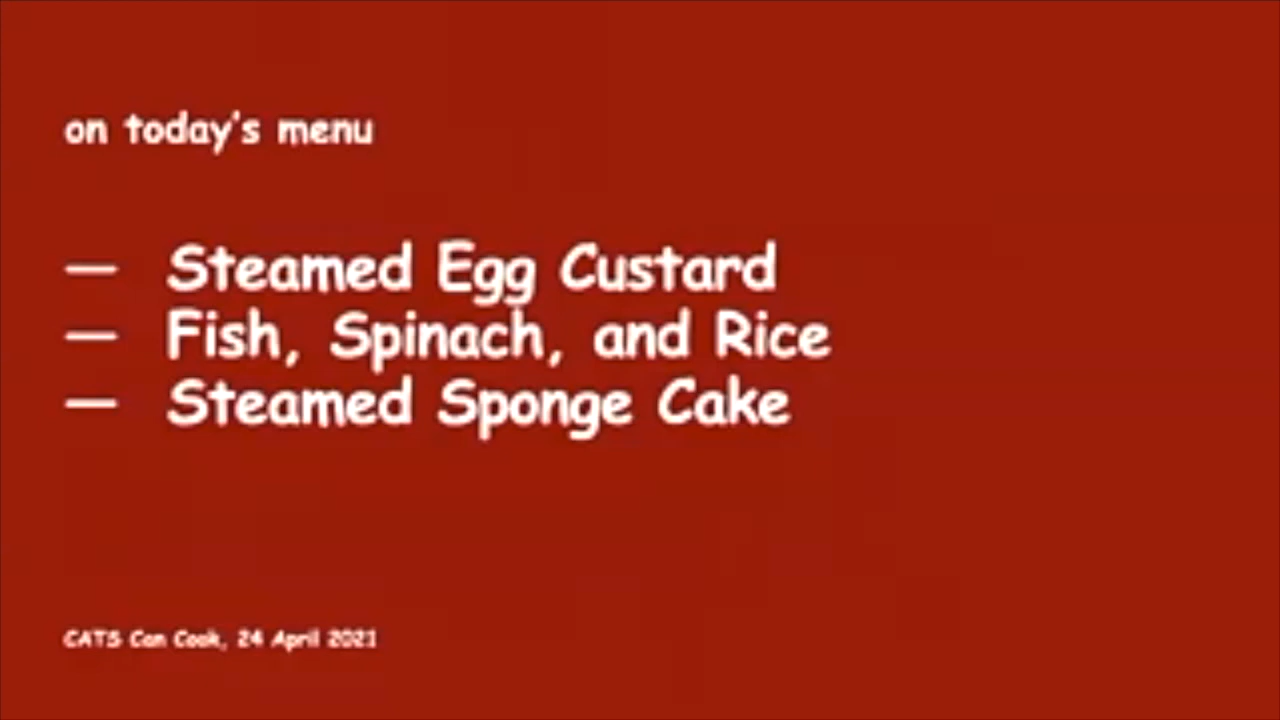 on today's menu
— Steamed Egg Custard
— Fish, Spinach, and Rice
— Steamed Sponge Cake
CATS Can Cook, 24 April 2021